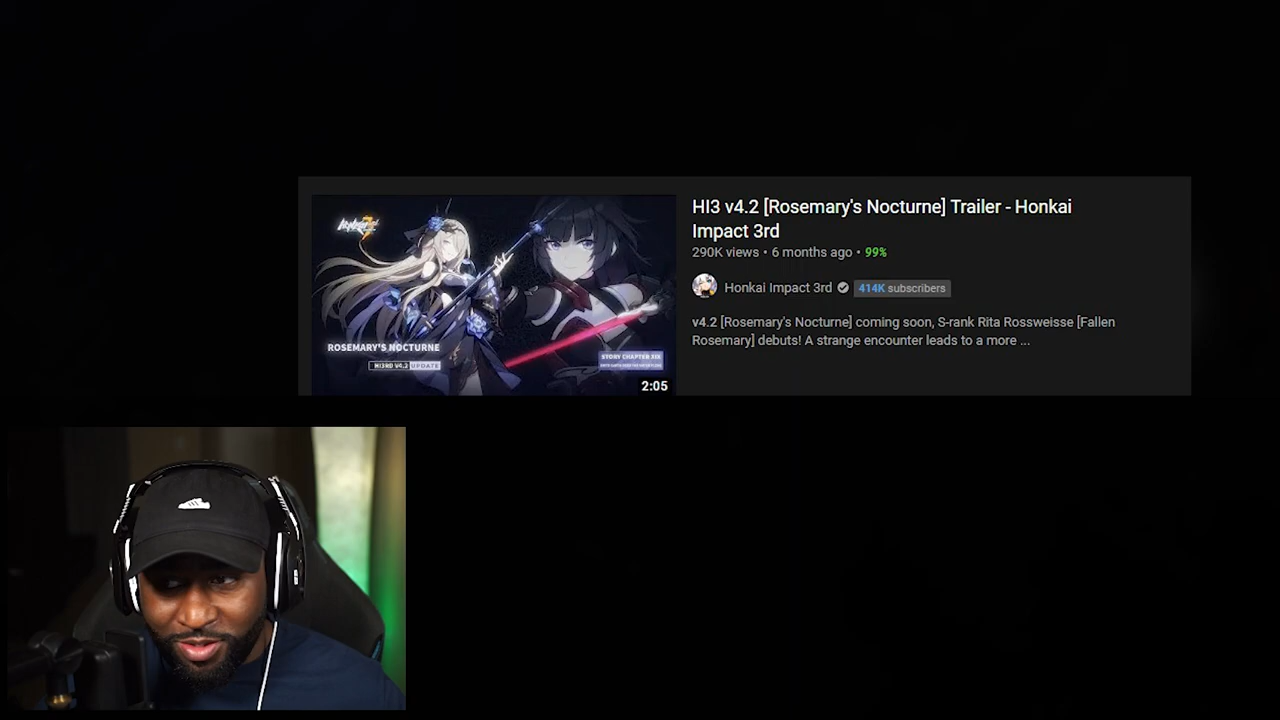 HI3 v4.2 [Rosemary's Nocturne] Trailer - Honkai
Impact 3rd
290K views • 6 months ago • 99%
Honkai Impact 3rd
414K subscribers
v4.2 [Rosemary's Nocturne] coming soon, S-rank Rita Rossweisse [Fallen
Rosemary] debuts! A strange encounter leads to a more ...
ROSEMARY'S NOCTURNE
HI3RD V4.2 UPDATE
STORY CHAPTER XIX
2:05